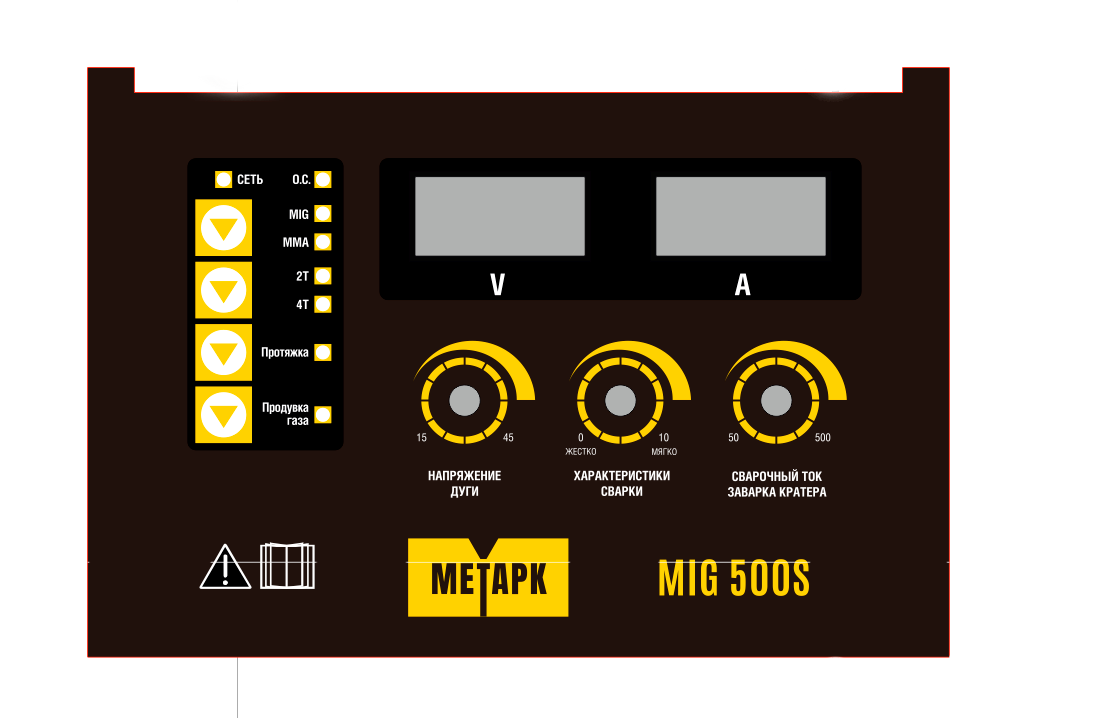 СЕТЬ О.С.
MIG
MMA
2T
4T
Протяжка
Продувка
газа
V
A
15 45
НАПРЯЖЕНИЕ
ДУГИ
0 10
ЖЕСТКО МЯГКО
ХАРАКТЕРИСТИКИ
СВАРКИ
50 500
СВАРОЧНЫЙ ТОК
ЗАВАРКА КРАТЕРА
!
МЕТАРК
MIG 500S